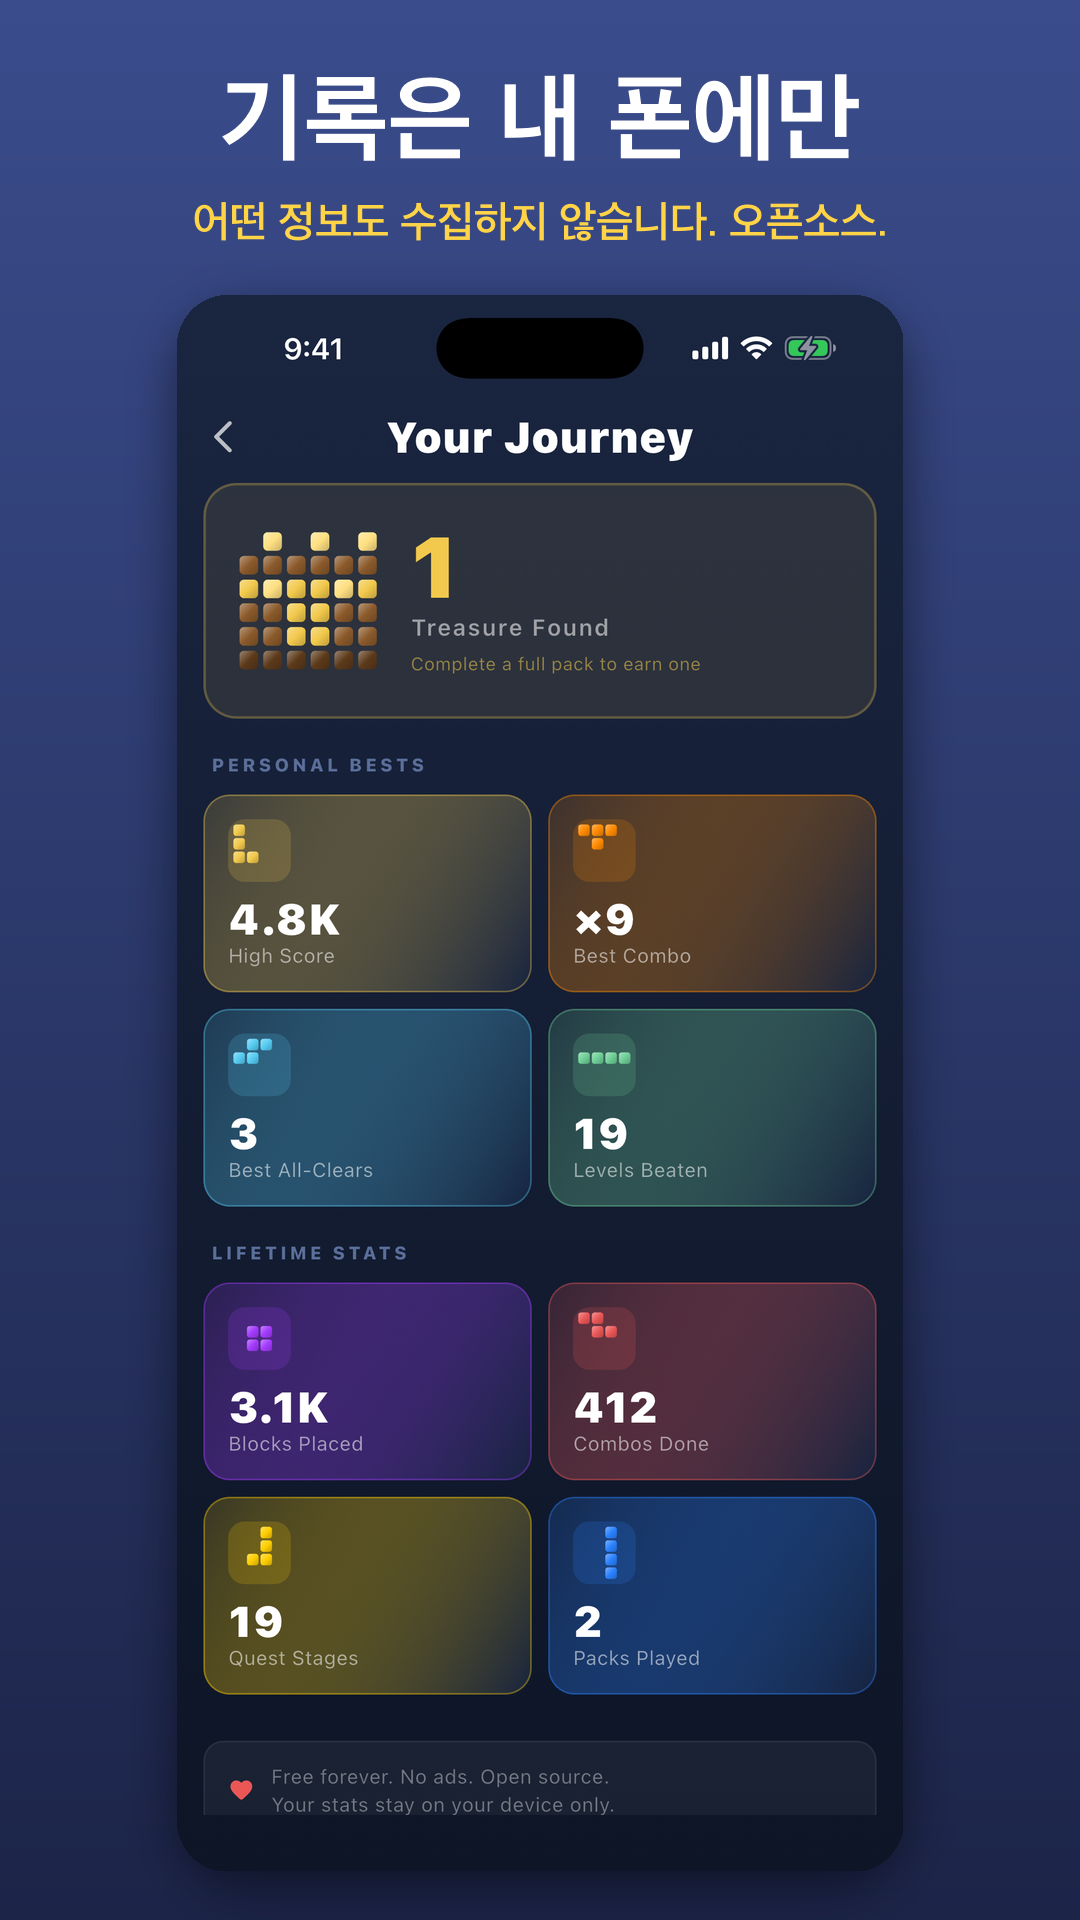 기록은 내 폰에만
어떤 정보도 수집하지 않습니다. 오픈소스.
9:41
Your Journey
1
Treasure Found
Complete a full pack to earn one
PERSONAL BESTS
4.8K
High Score
×9
Best Combo
3
Best All-Clears
19
Levels Beaten
LIFETIME STATS
3.1K
Blocks Placed
412
Combos Done
19
Quest Stages
2
Packs Played
Free forever. No ads. Open source.
Your stats stay on your device only.